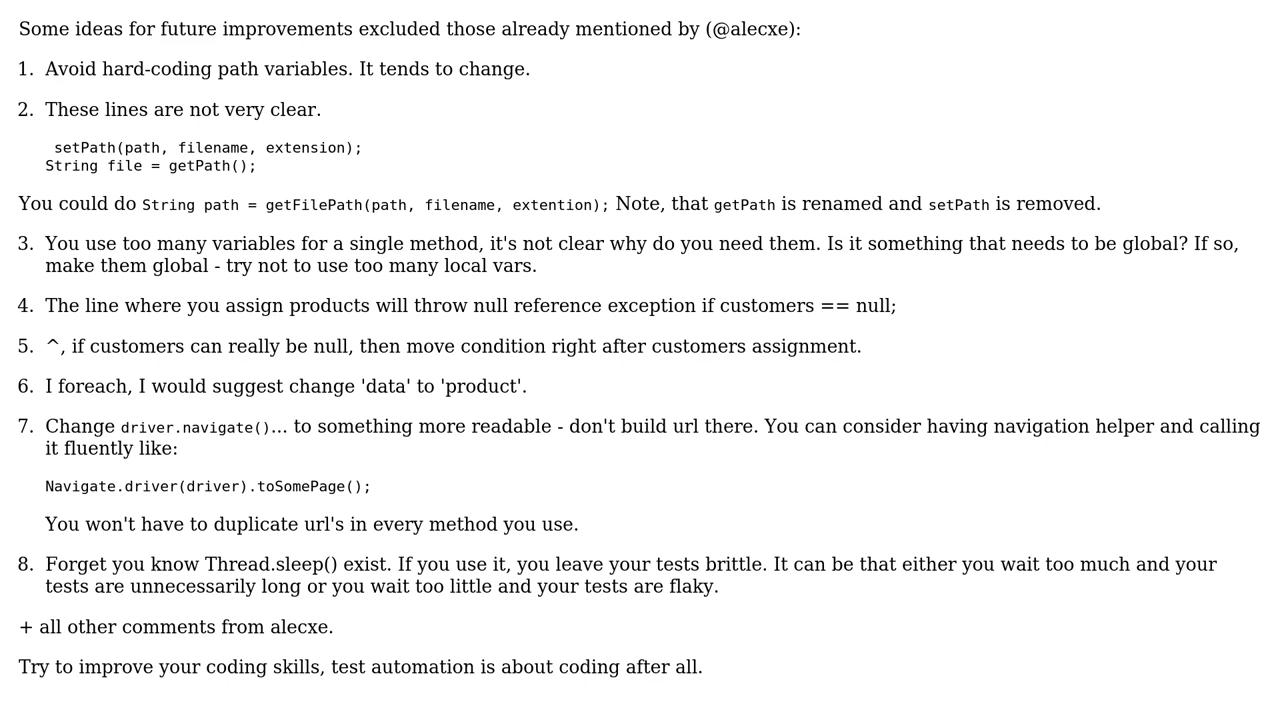 Some ideas for future improvements excluded those already mentioned by (@alecxe):
1. Avoid hard-coding path variables. It tends to change.
2. These lines are not very clear.
setPath(path, filename, extension);
String file = getPath();
You could do String path = getFilePath(path, filename, extention); Note, that getPath is renamed and setPath is removed.
3. You use too many variables for a single method, it's not clear why do you need them. Is it something that needs to be global? If so,
make them global - try not to use too many local vars.
4. The line where you assign products will throw null reference exception if customers == null;
5. ^, if customers can really be null, then move condition right after customers assignment.
6. I foreach, I would suggest change 'data' to 'product'.
7. Change driver.navigate()... to something more readable - don't build url there. You can consider having navigation helper and calling
it fluently like:
Navigate.driver(driver).toSomePage();
You won't have to duplicate url's in every method you use.
8. Forget you know Thread.sleep() exist. If you use it, you leave your tests brittle. It can be that either you wait too much and your
tests are unnecessarily long or you wait too little and your tests are flaky.
+ all other comments from alecxe.
Try to improve your coding skills, test automation is about coding after all.